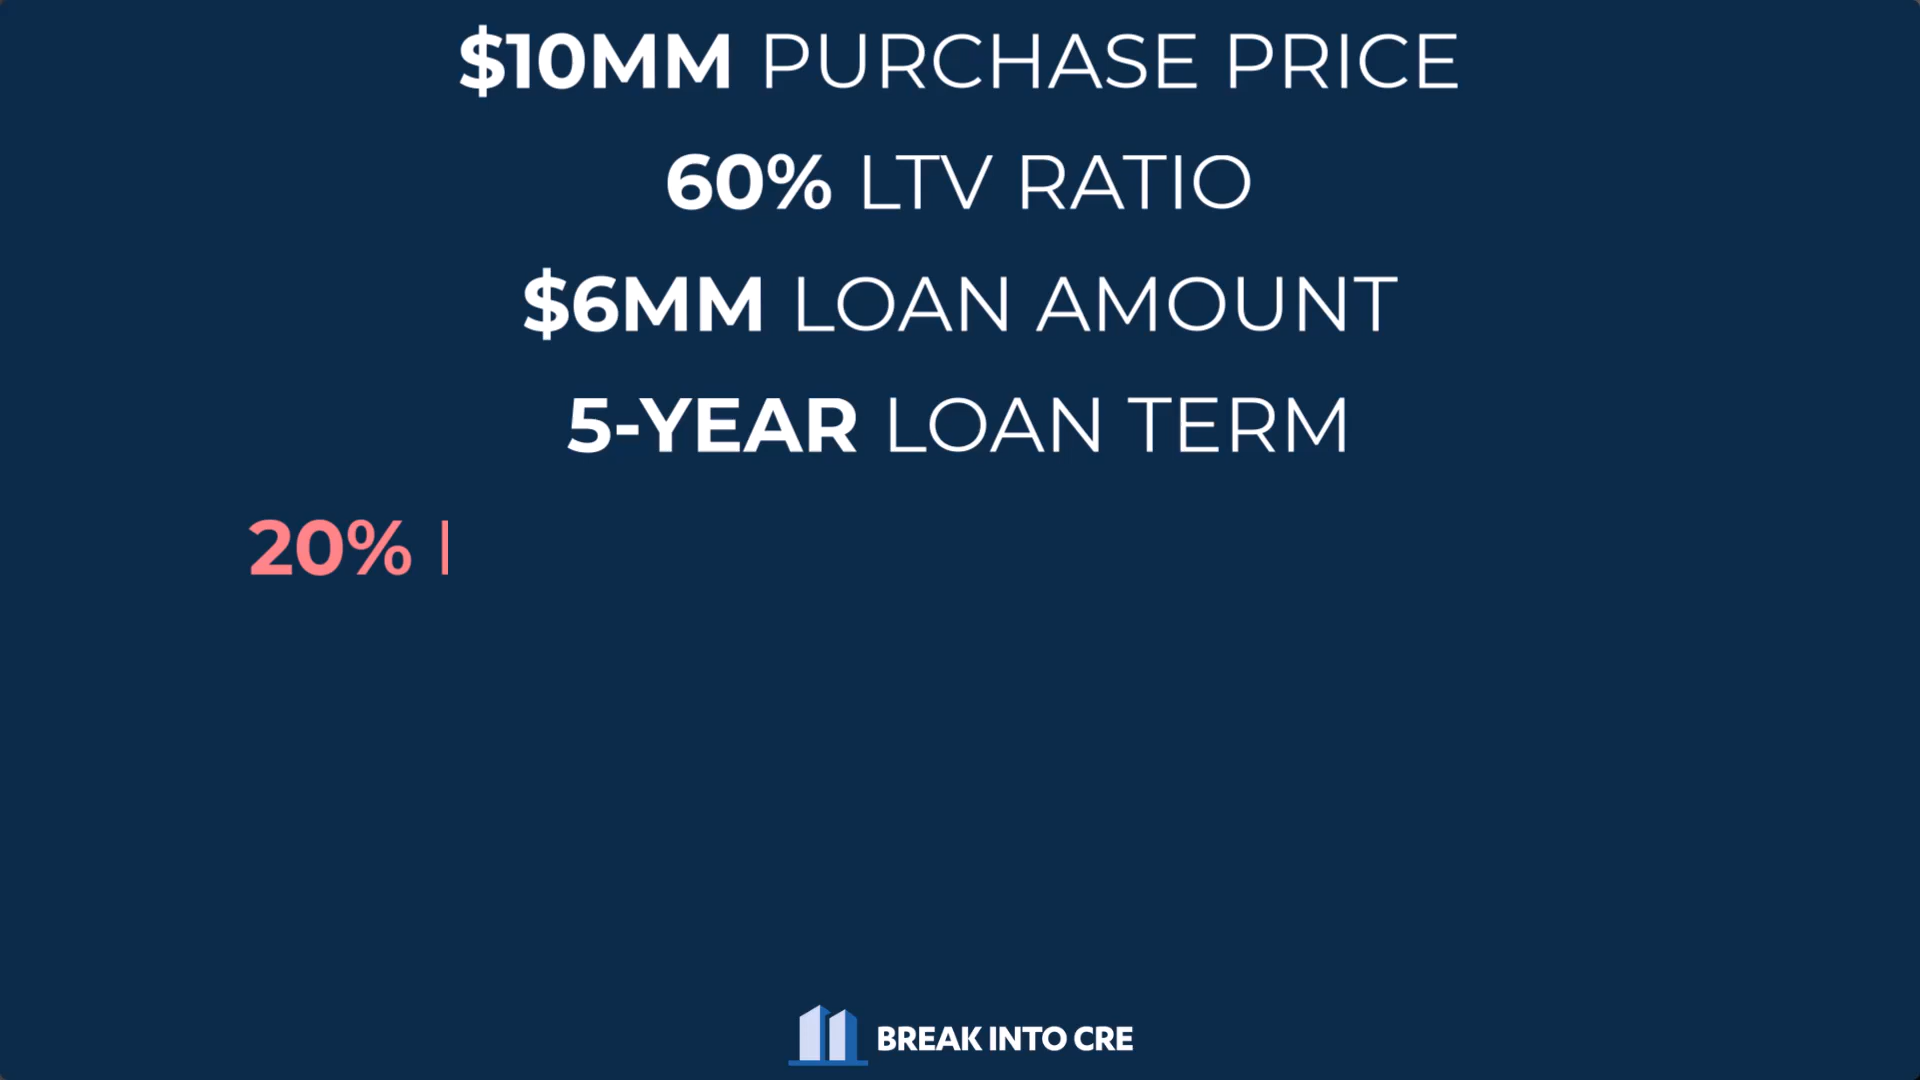 $10MM PURCHASE PRICE
60% LTV RATIO
$6MM LOAN AMOUNT
5-YEAR LOAN TERM
20%
BREAK INTO CRE